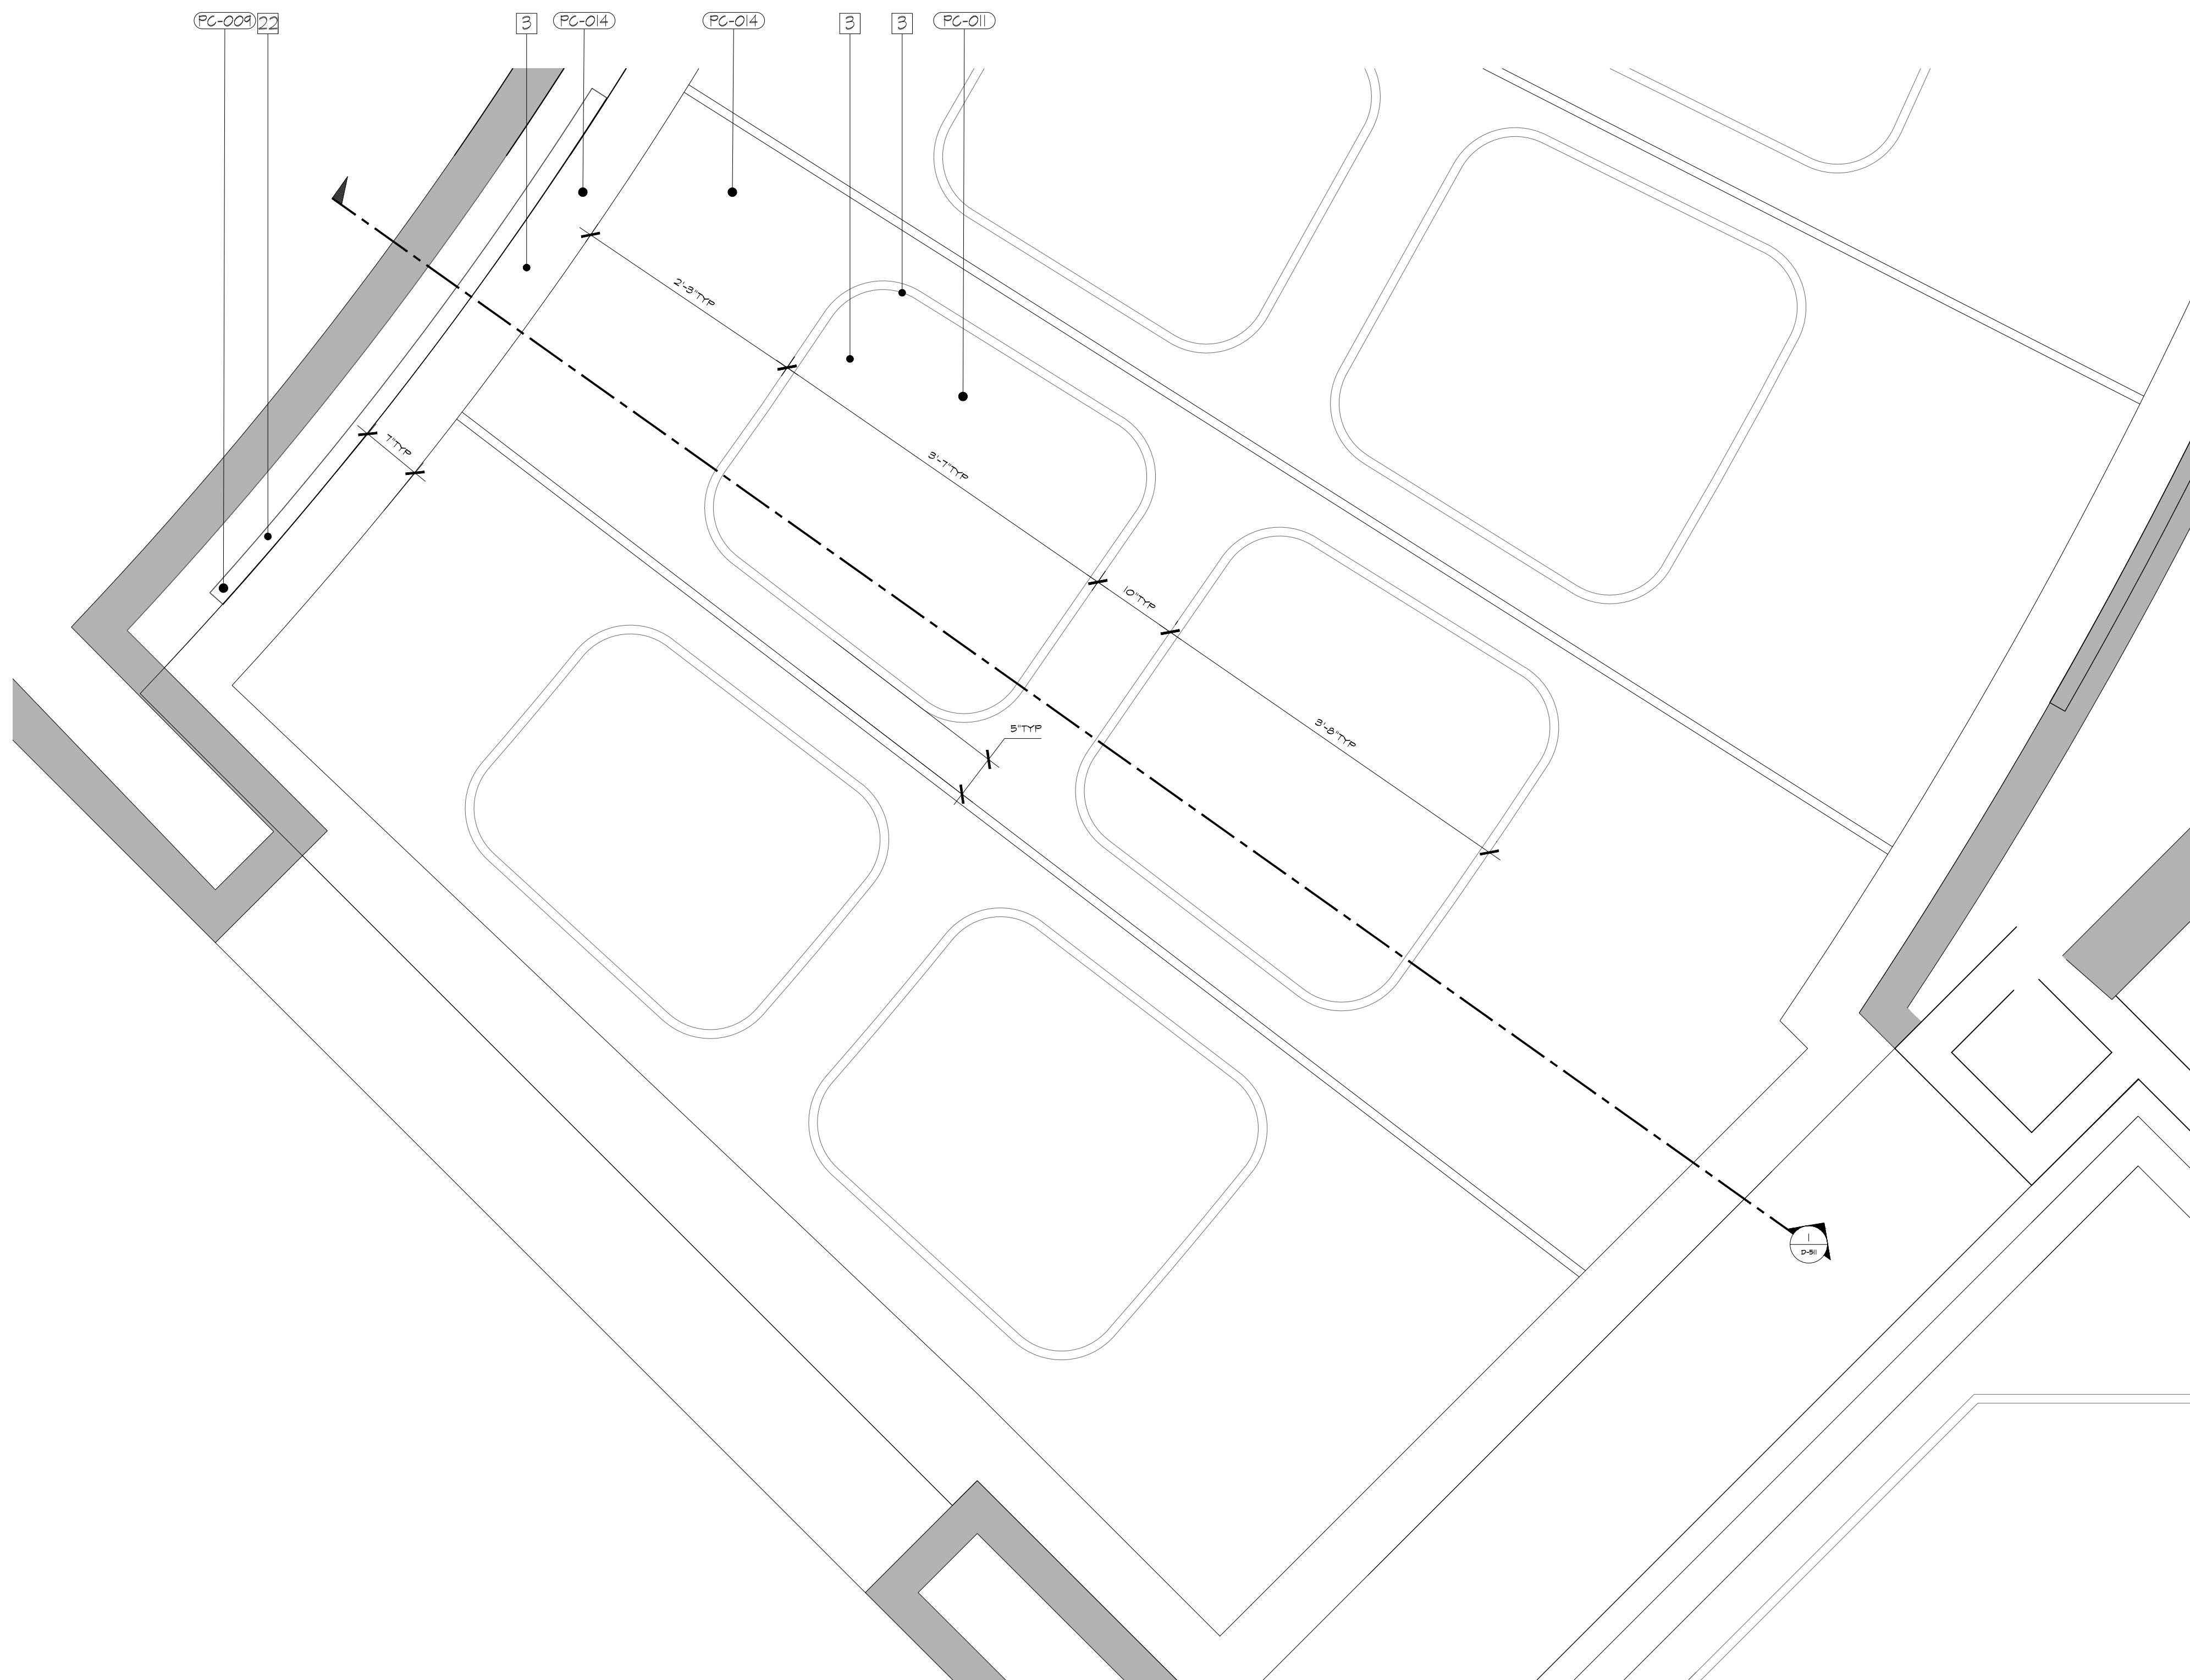 PC-009 22 3 PC-014 PC-014 3 3 PC-011
2'-3"TYP
7"TYP
3'-7"TYP
10"TYP
5"TYP
3'-8"TYP
1
D-511